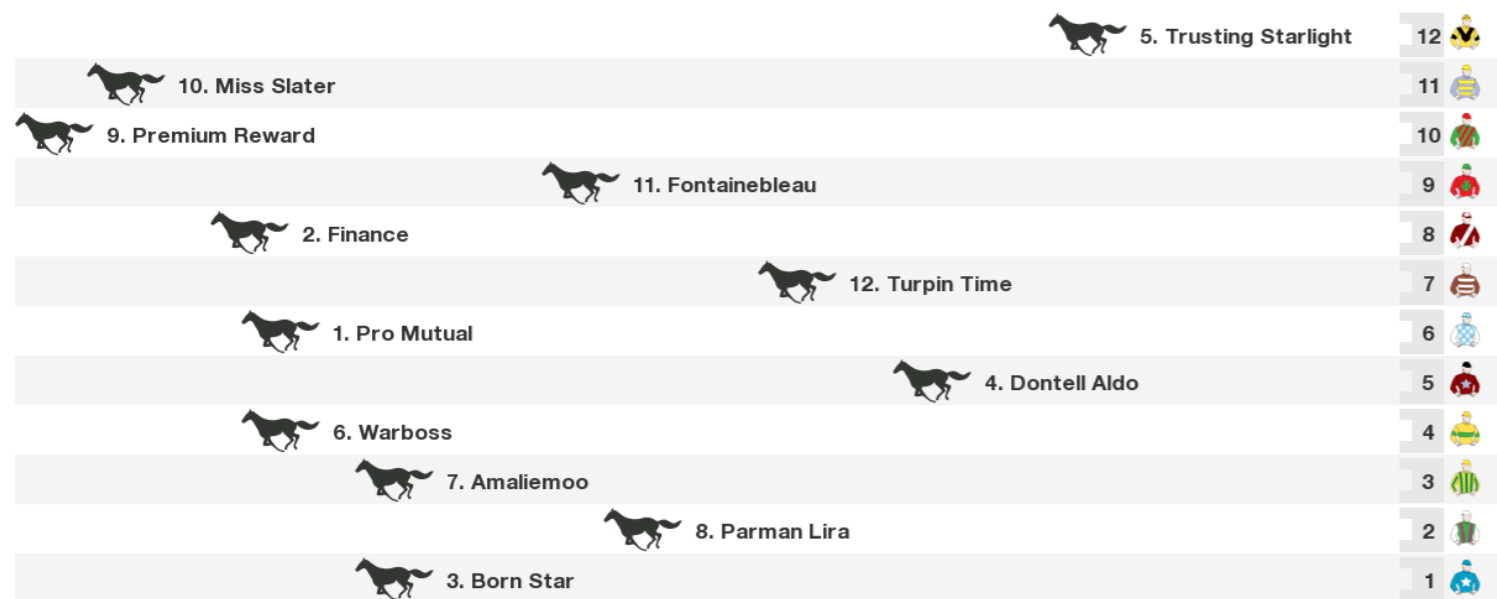 5. Trusting Starlight 12
10. Miss Slater 11
9. Premium Reward 10
11. Fontainebleau 9
2. Finance 8
12. Turpin Time 7
1. Pro Mutual 6
4. Dontell Aldo 5
6. Warboss 4
7. Amaliemoo 3
8. Parman Lira 2
3. Born Star 1